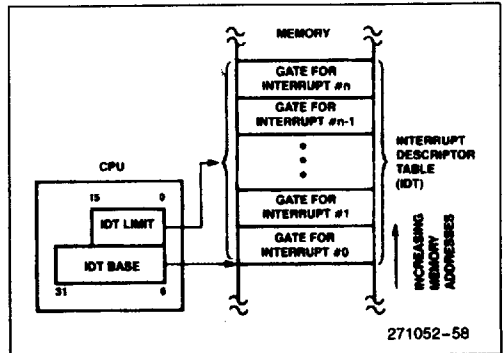 MEMORY
GATE FOR
INTERRUPT #n
GATE FOR
INTERRUPT #n-1
GATE FOR
INTERRUPT #1
GATE FOR
INTERRUPT #0
INTERRUPT
DESCRIPTOR
TABLE
(IDT)
CPU
15 0
IDT LIMIT
IDT BASE
31 0
INCREASING
MEMORY
ADDRESSES
271052-58